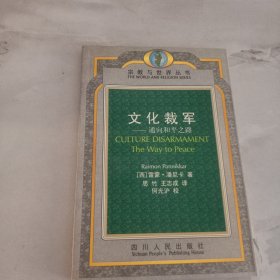 宗教与世界丛书
THE WORLD AND RELIGION SERIES
文化裁军
——通向和平之路
CULTURE DISARMAMENT
The Way to Peace
Raimon Pannikkar
[西]雷蒙·潘尼卡 著
思竹 王志成 译
何光沪 校
四川人民出版社
Sichuan People's Publishing House